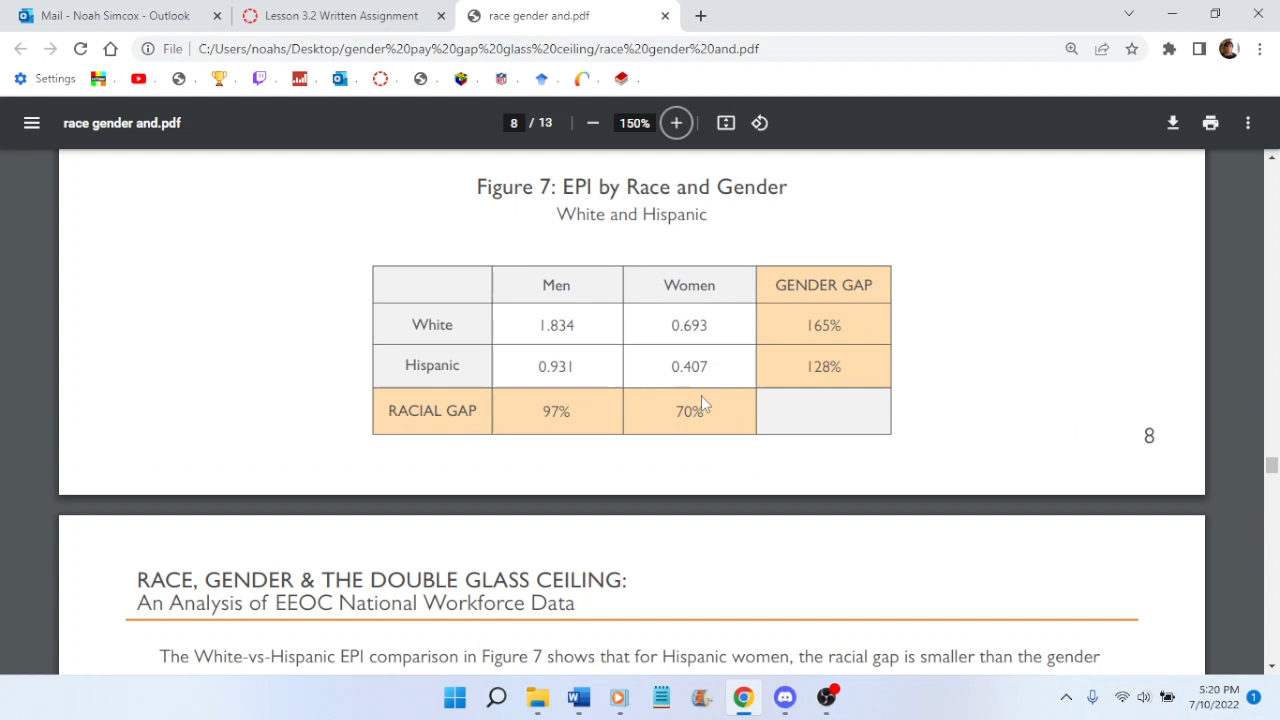 Mail - Noah Simcox - Outlook
Lesson 3.2 Written Assignment
race gender and.pdf
File
C:/Users/noahs/Desktop/gender%20pay%20gap%20glass%20ceiling/race%20gender%20and.pdf
Settings
race gender and.pdf
8 / 13
150%
Figure 7: EPI by Race and Gender
White and Hispanic
Men Women GENDER GAP
White 1.834 0.693 165%
Hispanic 0.931 0.407 128%
RACIAL GAP 97% 70%
8
RACE, GENDER & THE DOUBLE GLASS CEILING:
An Analysis of EEOC National Workforce Data
The White-vs-Hispanic EPI comparison in Figure 7 shows that for Hispanic women, the racial gap is smaller than the gender
5:20 PM
7/10/2022
1